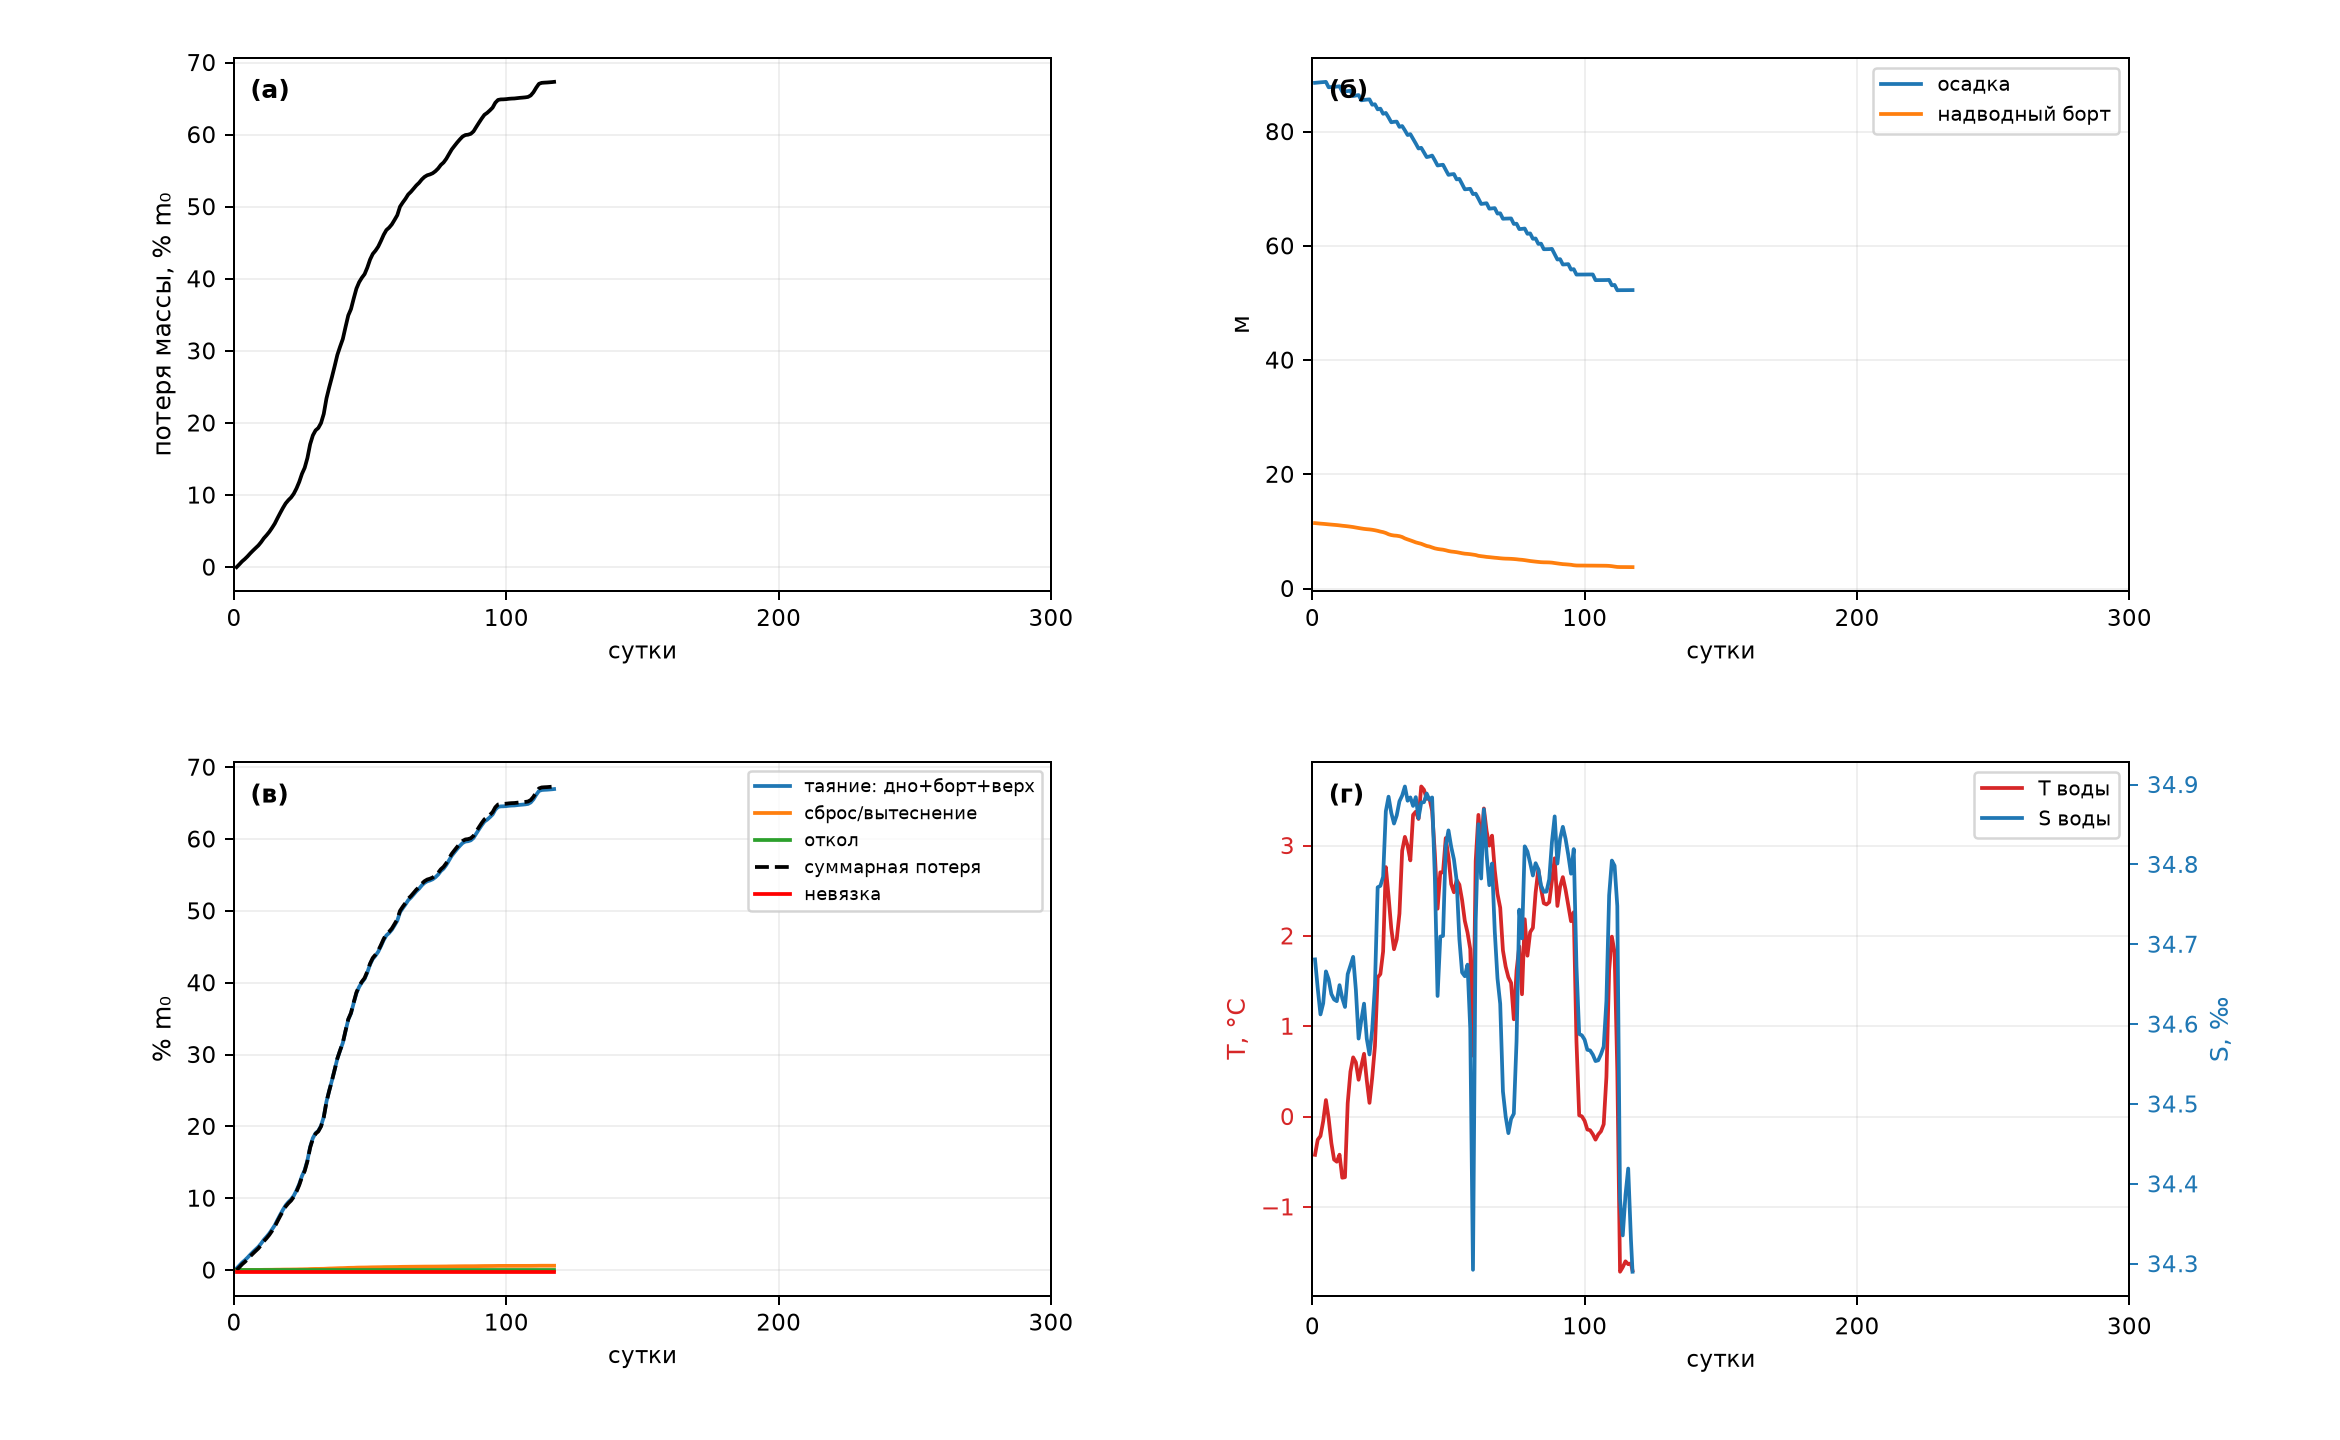 (а)
потеря массы, % m₀
70
60
50
40
30
20
10
0
0 100 200 300
сутки
(б)
осадка
надводный борт
м
80
60
40
20
0
0 100 200 300
сутки
(в)
таяние: дно+борт+верх
сброс/вытеснение
откол
суммарная потеря
невязка
% m₀
70
60
50
40
30
20
10
0
0 100 200 300
сутки
(г)
T воды
S воды
T, °C
3
2
1
0
−1
34.9
34.8
34.7
34.6
34.5
34.4
34.3
S, ‰
0 100 200 300
сутки